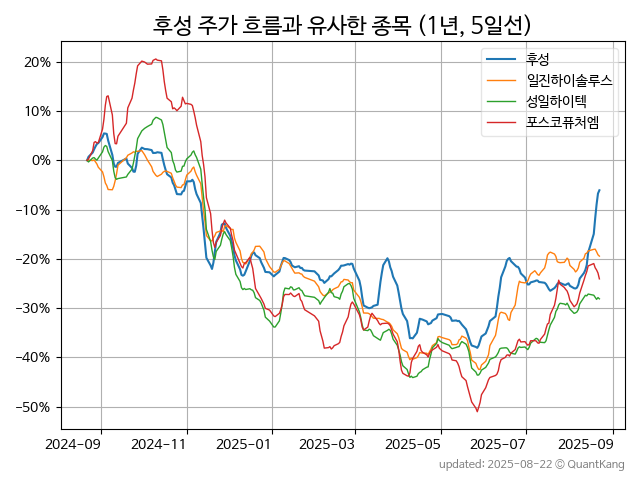 후성 주가 흐름과 유사한 종목 (1년, 5일선)
후성
일진하이솔루스
성일하이텍
포스코퓨처엠
20%
10%
0%
-10%
-20%
-30%
-40%
-50%
2024-09
2024-11
2025-01
2025-03
2025-05
2025-07
2025-09
updated: 2025-08-22 © QuantKang